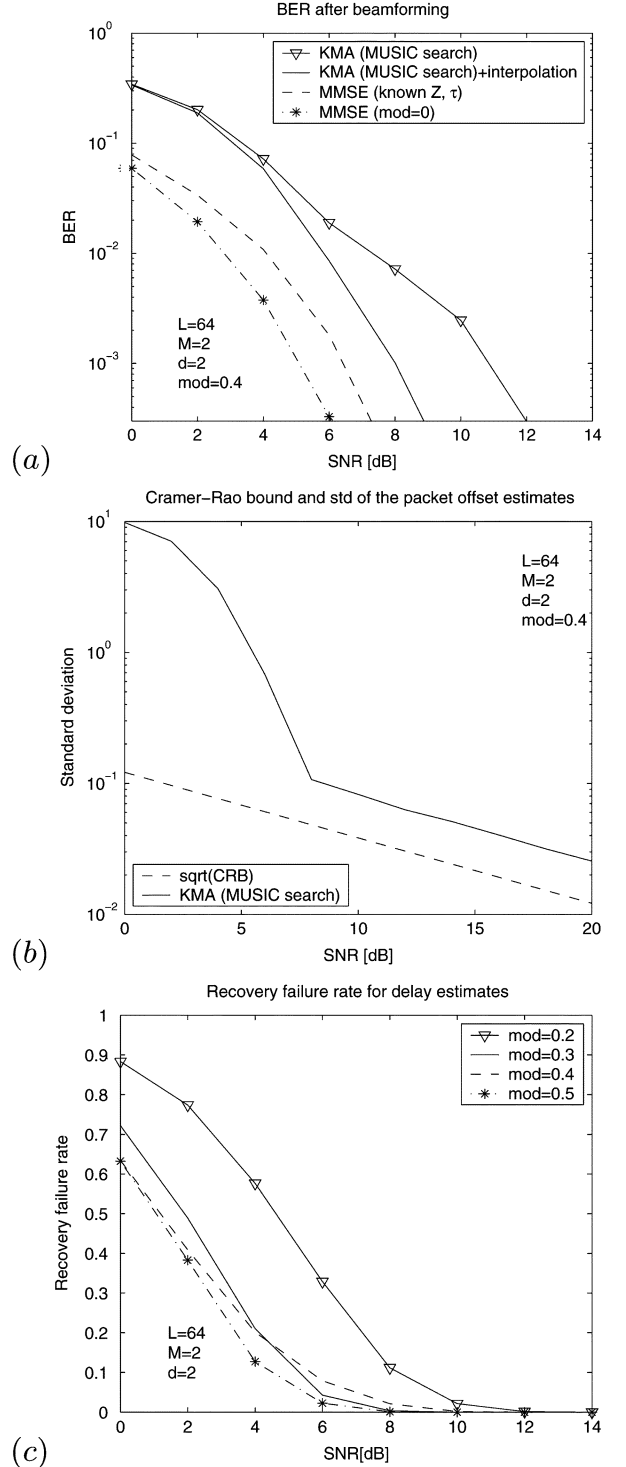 BER after beamforming
10^0
10^-1
10^-2
10^-3
BER
KMA (MUSIC search)
KMA (MUSIC search)+interpolation
MMSE (known Z, τ)
MMSE (mod=0)
L=64
M=2
d=2
mod=0.4
0 2 4 6 8 10 12 14
SNR [dB]
(a)
Cramer-Rao bound and std of the packet offset estimates
10^1
10^0
10^-1
10^-2
Standard deviation
L=64
M=2
d=2
mod=0.4
sqrt(CRB)
KMA (MUSIC search)
0 5 10 15 20
SNR [dB]
(b)
Recovery failure rate for delay estimates
1
0.9
0.8
0.7
0.6
0.5
0.4
0.3
0.2
0.1
0
Recovery failure rate
mod=0.2
mod=0.3
mod=0.4
mod=0.5
L=64
M=2
d=2
0 2 4 6 8 10 12 14
SNR[dB]
(c)